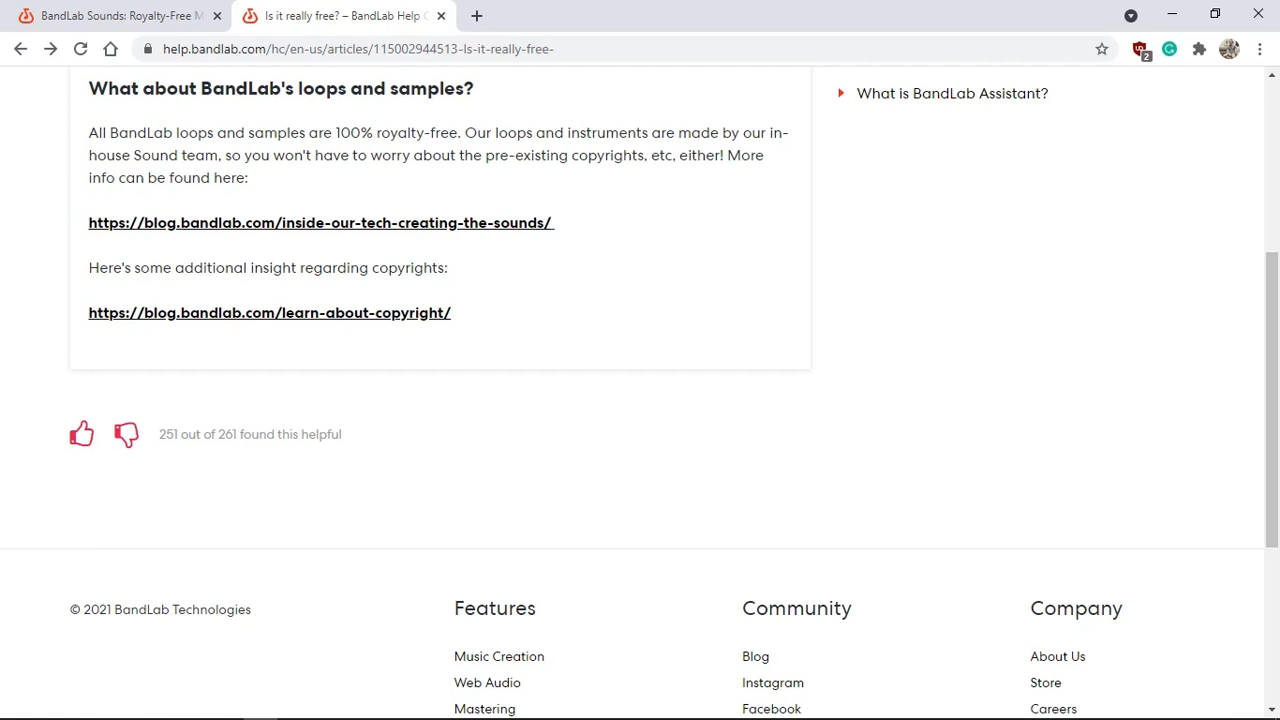 BandLab Sounds: Royalty-Free M
Is it really free? – BandLab Help C
help.bandlab.com/hc/en-us/articles/115002944513-Is-it-really-free-
2
What about BandLab's loops and samples?
All BandLab loops and samples are 100% royalty-free. Our loops and instruments are made by our in-
house Sound team, so you won't have to worry about the pre-existing copyrights, etc, either! More
info can be found here:
https://blog.bandlab.com/inside-our-tech-creating-the-sounds/
Here's some additional insight regarding copyrights:
https://blog.bandlab.com/learn-about-copyright/
What is BandLab Assistant?
251 out of 261 found this helpful
© 2021 BandLab Technologies
Features
Music Creation
Web Audio
Mastering
Community
Blog
Instagram
Facebook
Company
About Us
Store
Careers